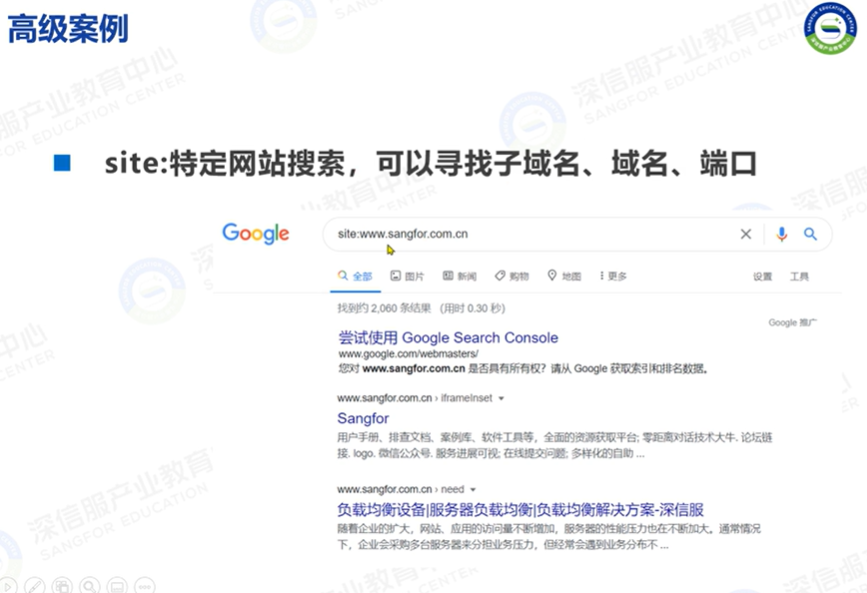 高级案例
site:特定网站搜索，可以寻找子域名、域名、端口
Google
site:www.sangfor.com.cn
全部 图片 新闻 购物 地图 更多 设置 工具
找到约 2,060 条结果 （用时 0.30 秒）
Google 推广
尝试使用 Google Search Console
www.google.com/webmasters/
您对 www.sangfor.com.cn 是否具有所有权？请从 Google 获取索引和排名数据。
www.sangfor.com.cn › iframeInset
Sangfor
用户手册、排查文档、案例库、软件工具等，全面的资源获取平台; 零距离对话技术大牛. 论坛链
接. logo. 微信公众号. 服务进展可视; 在线提交问题; 多样化的自助 ...
www.sangfor.com.cn › need
负载均衡设备|服务器负载均衡|负载均衡解决方案-深信服
随着企业的扩大，网站、应用的访问量不断增加，服务器的性能压力也在不断加大。通常情况
下，企业会采购多台服务器来分担业务压力，但经常会遇到业务分布不 ...
深信服产业教育中心
SANGFOR EDUCATION CENTER